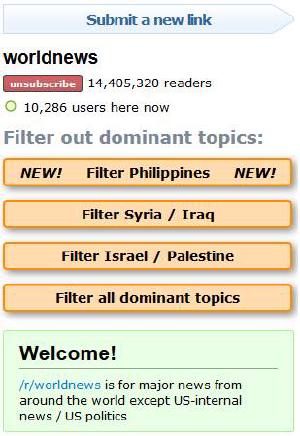 Submit a new link
worldnews
unsubscribe 14,405,320 readers
10,286 users here now
Filter out dominant topics:
NEW! Filter Philippines NEW!
Filter Syria / Iraq
Filter Israel / Palestine
Filter all dominant topics
Welcome!
/r/worldnews is for major news from
around the world except US-internal
news / US politics